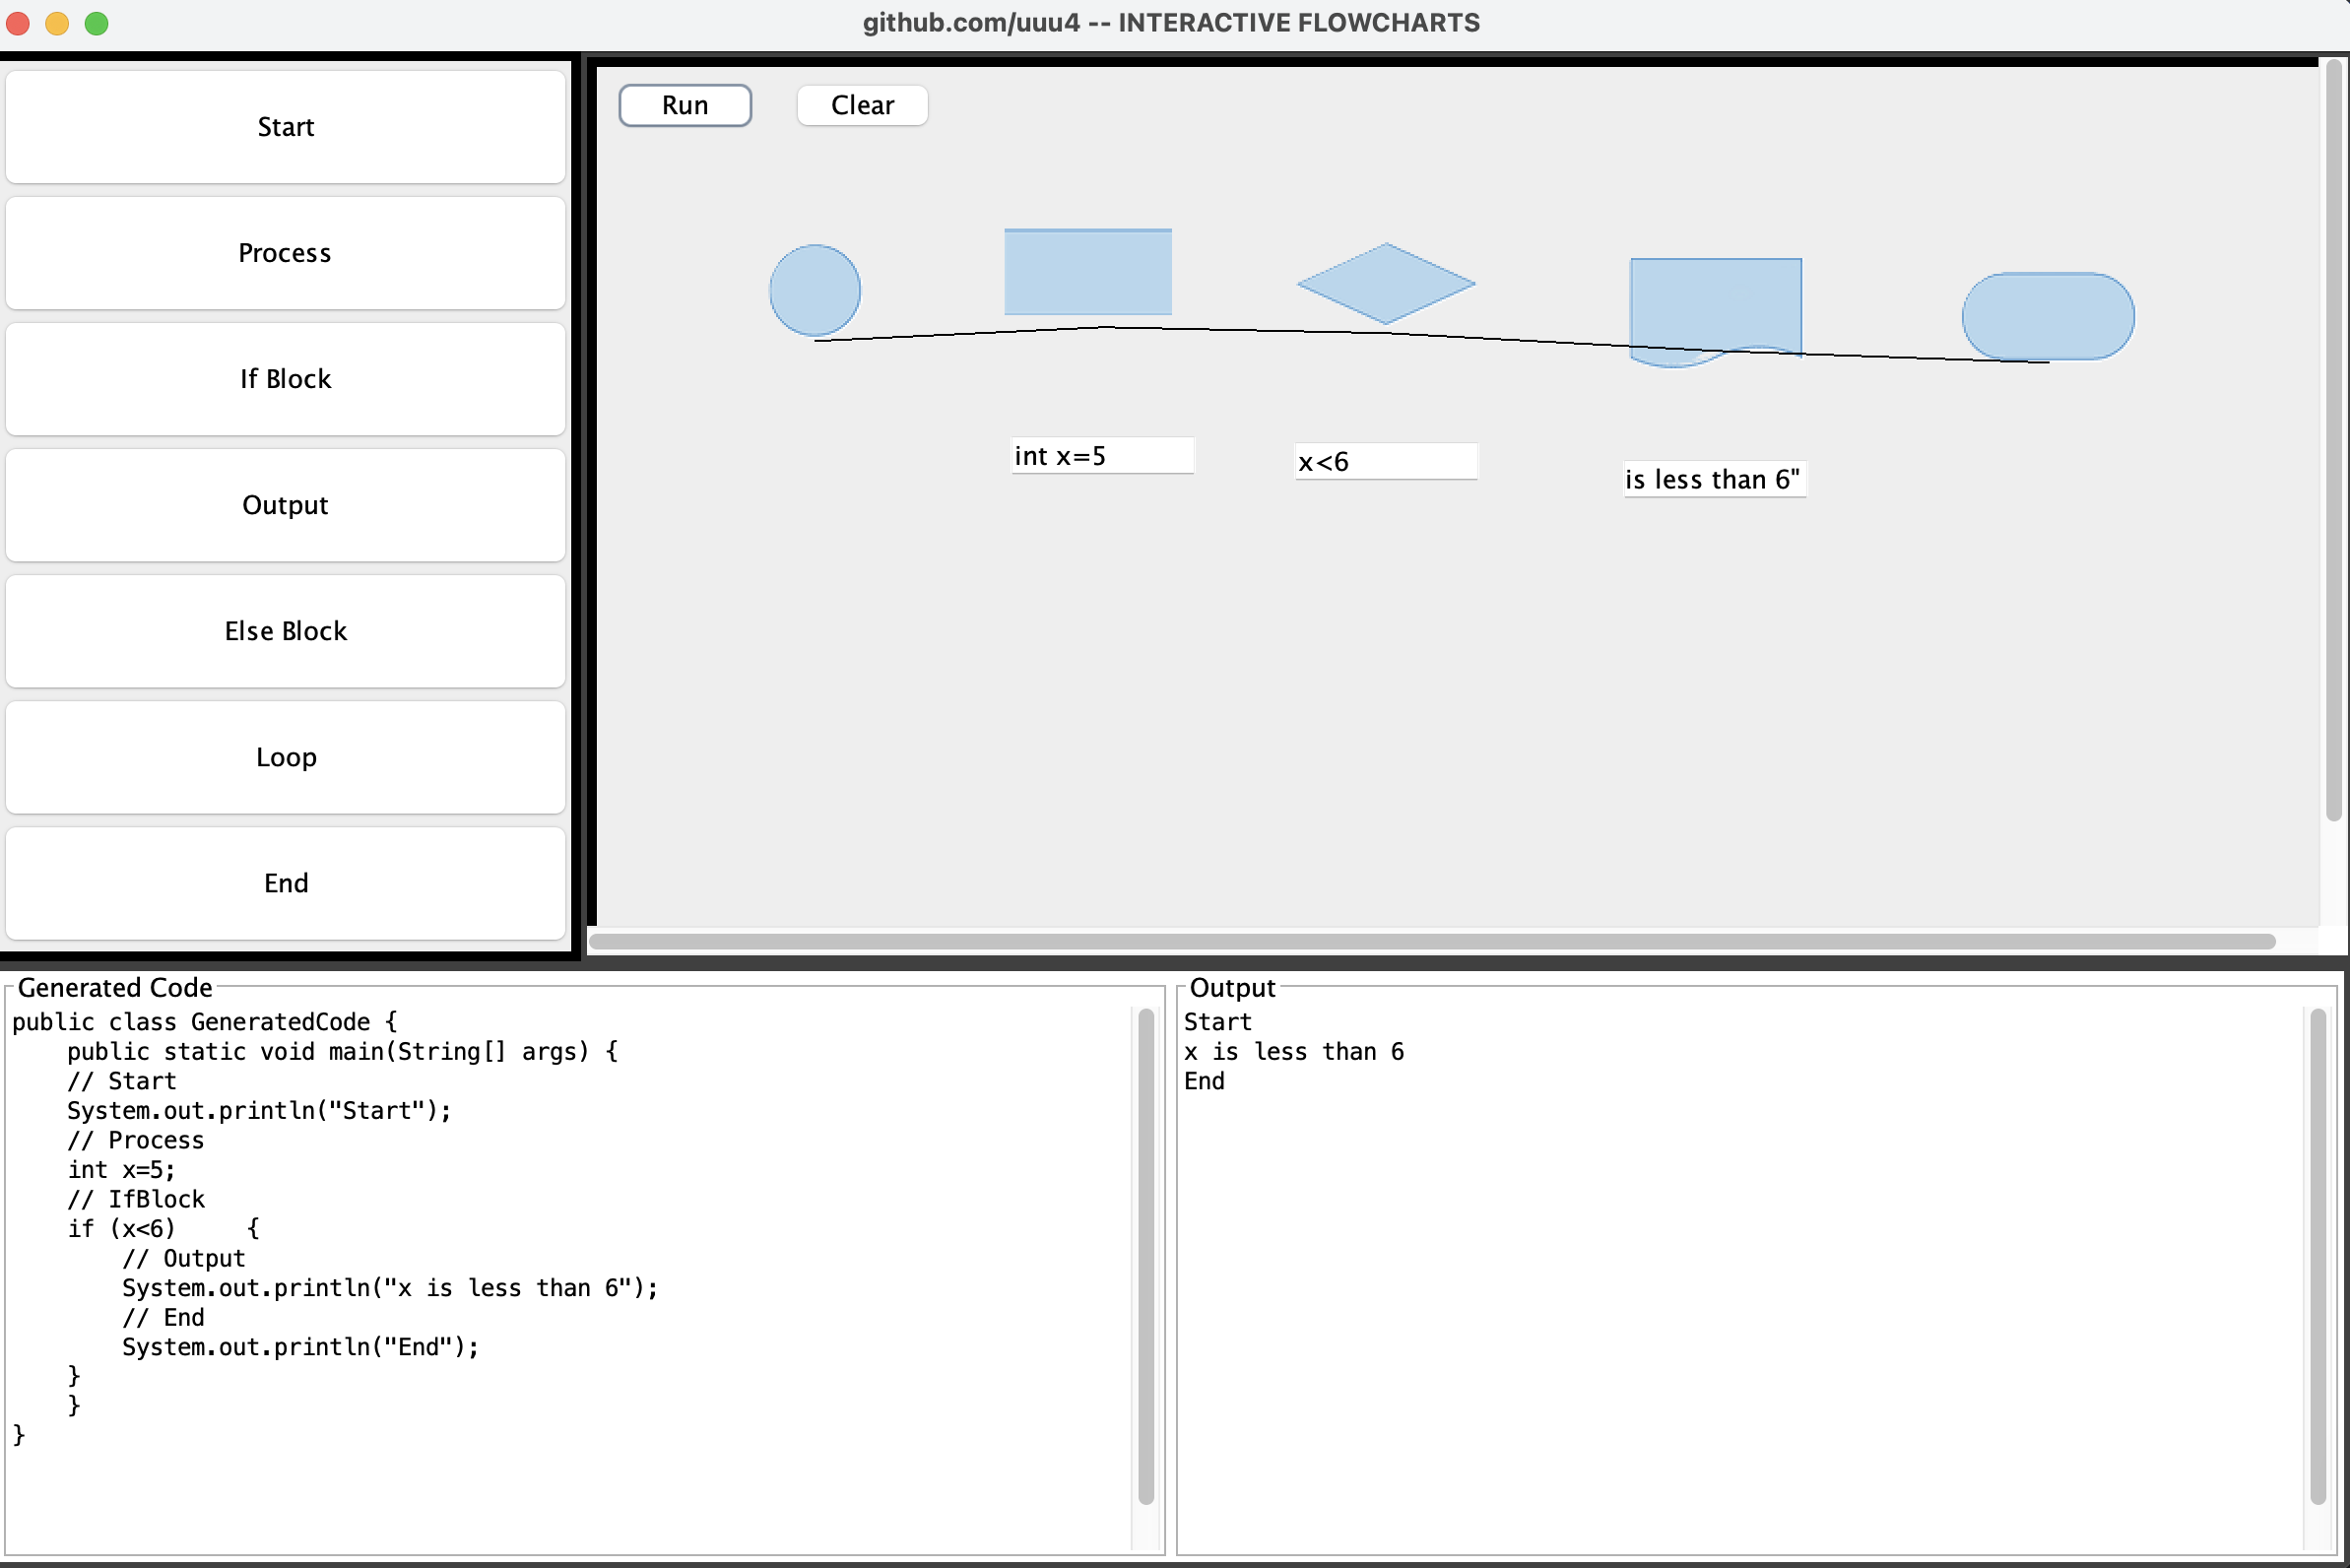 github.com/uuu4 -- INTERACTIVE FLOWCHARTS
Start
Process
If Block
Output
Else Block
Loop
End
Run
Clear
int x=5
x<6
is less than 6"
Generated Code
public class GeneratedCode {
    public static void main(String[] args) {
    // Start
    System.out.println("Start");
    // Process
    int x=5;
    // IfBlock
    if (x<6)     {
        // Output
        System.out.println("x is less than 6");
        // End
        System.out.println("End");
    }
    }
}
Output
Start
x is less than 6
End